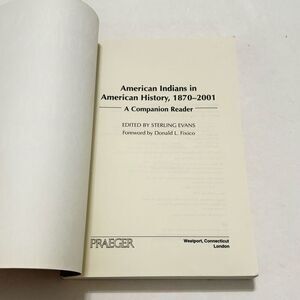 American Indians in
American History, 1870–2001
A Companion Reader
EDITED BY STERLING EVANS
Foreword by Donald L. Fixico
PRAEGER
Westport, Connecticut
London